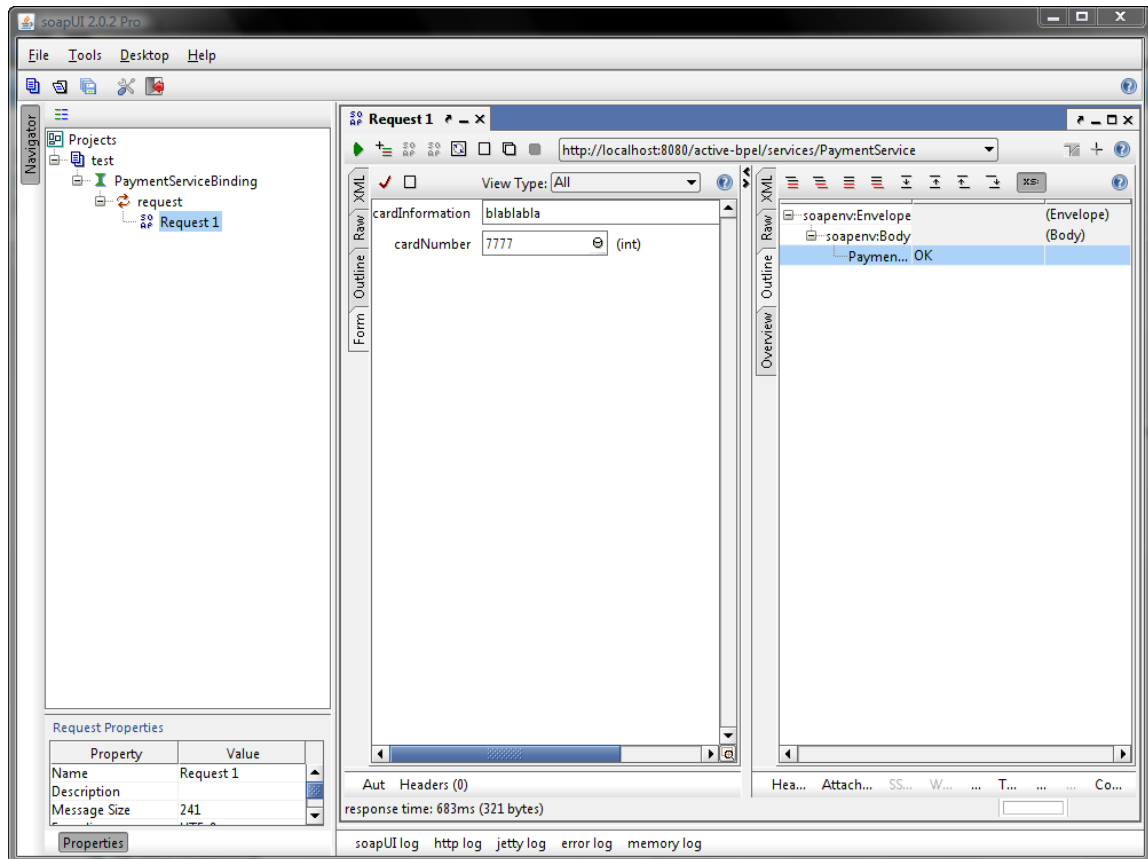 soapUI 2.0.2 Pro
File Tools Desktop Help
Navigator
Projects
test
PaymentServiceBinding
request
Request 1
Request Properties
Property Value
Name Request 1
Description
Message Size 241
Properties
Request 1
http://localhost:8080/active-bpel/services/PaymentService
XML
Raw
Outline
Form
View Type: All
cardInformation blablabla
cardNumber 7777 (int)
Aut Headers (0)
response time: 683ms (321 bytes)
XML
Raw
Outline
Overview
XS:
soapenv:Envelope (Envelope)
soapenv:Body (Body)
Paymen... OK
Hea... Attach... SS... W... ... T... ... ... Co...
soapUI log http log jetty log error log memory log